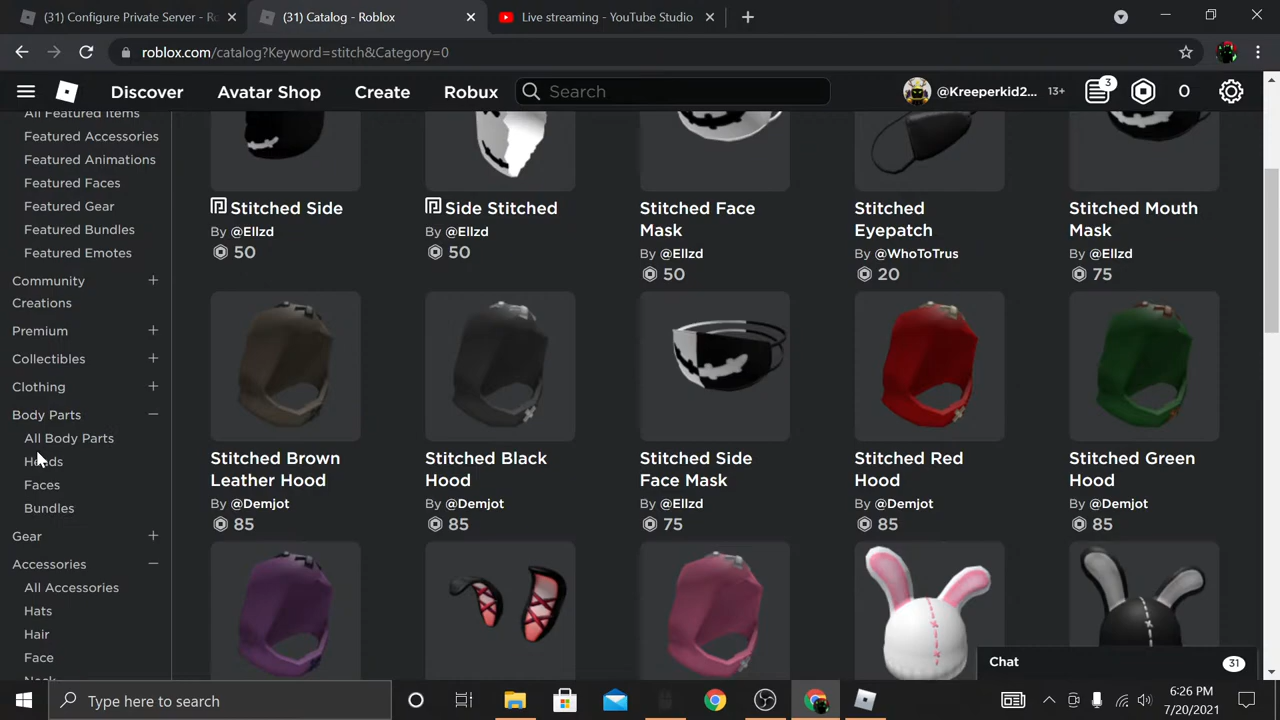 (31) Configure Private Server - Ro
(31) Catalog - Roblox
Live streaming - YouTube Studio
roblox.com/catalog?Keyword=stitch&Category=0
Discover
Avatar Shop
Create
Robux
Search
@Kreeperkid2...
13+
3
0
All Featured Items
Featured Accessories
Featured Animations
Featured Faces
Featured Gear
Featured Bundles
Featured Emotes
Community
Creations
Premium
Collectibles
Clothing
Body Parts
All Body Parts
Heads
Faces
Bundles
Gear
Accessories
All Accessories
Hats
Hair
Face
Neck
Stitched Side
By @Ellzd
50
Side Stitched
By @Ellzd
50
Stitched Face
Mask
By @Ellzd
50
Stitched
Eyepatch
By @WhoToTrus
20
Stitched Mouth
Mask
By @Ellzd
75
Stitched Brown
Leather Hood
By @Demjot
85
Stitched Black
Hood
By @Demjot
85
Stitched Side
Face Mask
By @Ellzd
75
Stitched Red
Hood
By @Demjot
85
Stitched Green
Hood
By @Demjot
85
Chat
31
Type here to search
6:26 PM
7/20/2021